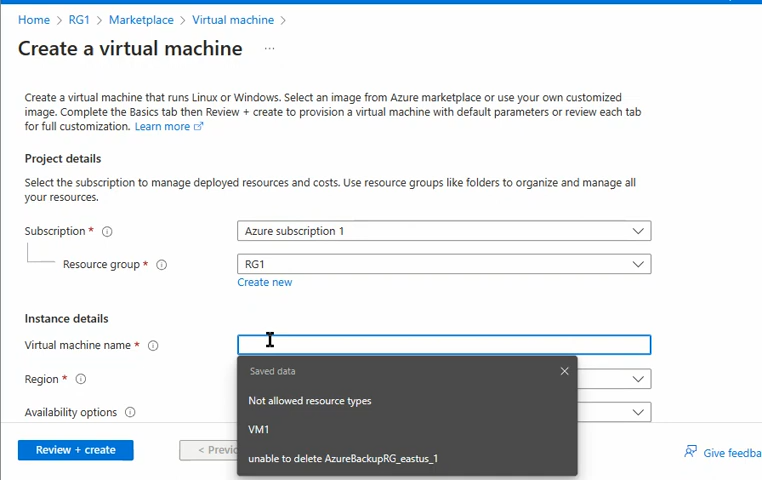 Home > RG1 > Marketplace > Virtual machine >
Create a virtual machine ...
Create a virtual machine that runs Linux or Windows. Select an image from Azure marketplace or use your own customized
image. Complete the Basics tab then Review + create to provision a virtual machine with default parameters or review each tab
for full customization. Learn more
Project details
Select the subscription to manage deployed resources and costs. Use resource groups like folders to organize and manage all
your resources.
Subscription *
Azure subscription 1
Resource group *
RG1
Create new
Instance details
Virtual machine name *
Saved data
Region *
Not allowed resource types
Availability options
VM1
Review + create
< Previo
unable to delete AzureBackupRG_eastus_1
Give feedba